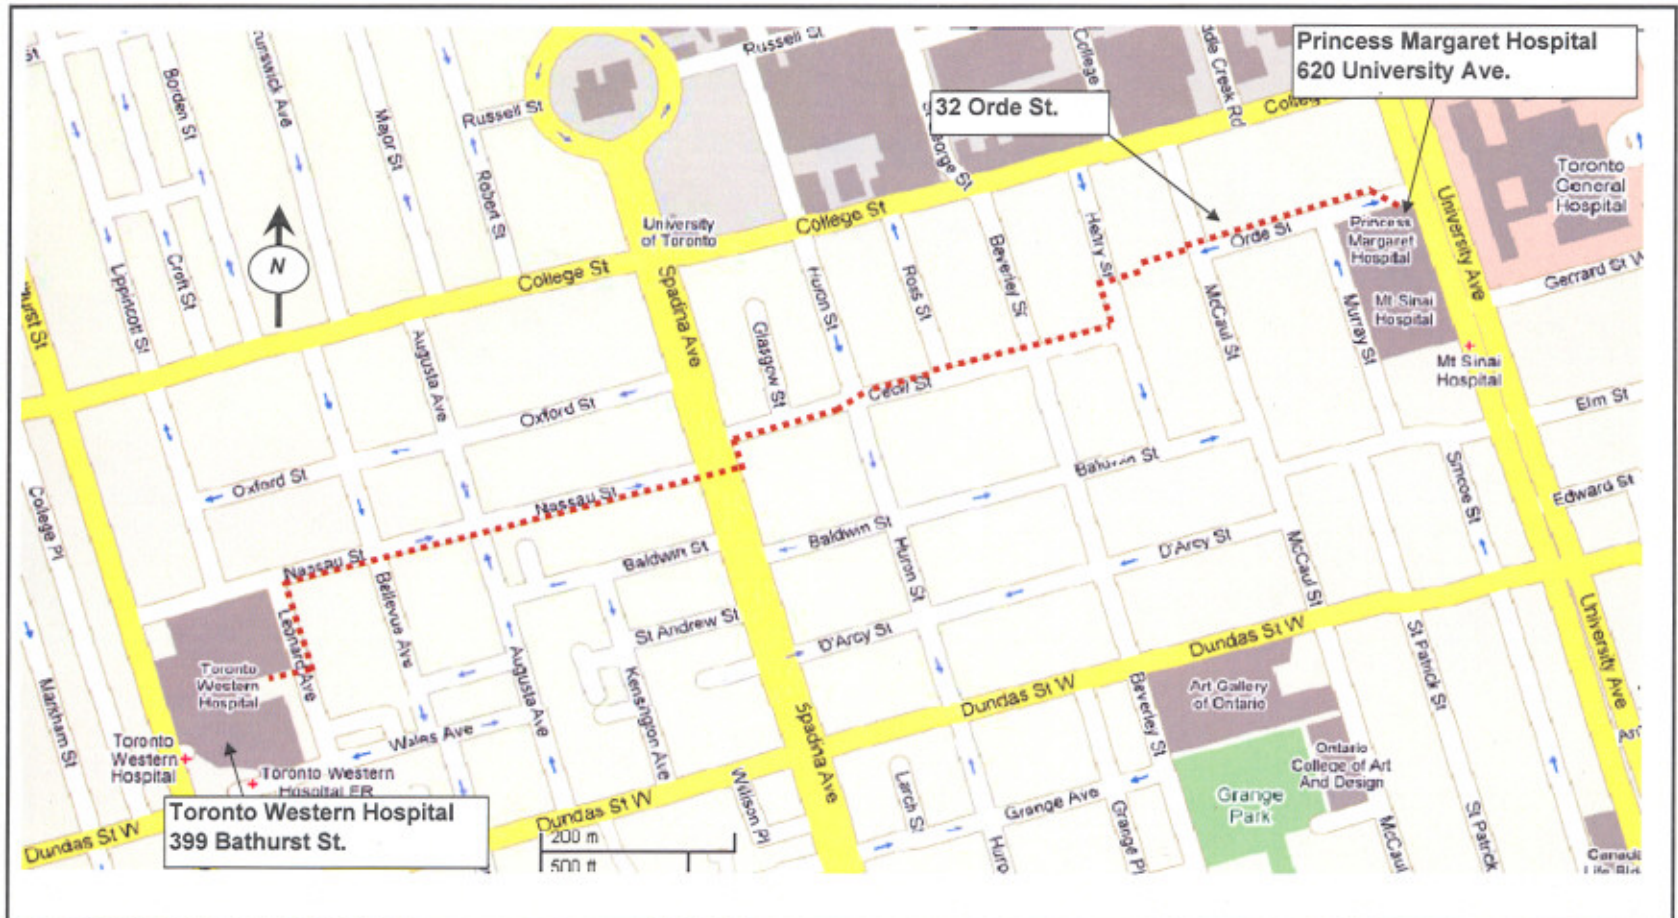 Princess Margaret Hospital
620 University Ave.
32 Orde St.
Toronto Western Hospital
399 Bathurst St.
N
St
Borden St
Major St
Robert St
Russell St
Russell St
College
College St
College St
University
of Toronto
Lippincott St
Croft St
Augusta Ave
Spadina Ave
Glasgow St
Huron St
Ross St
Beverley St
Henry St
McCaul St
Orde St
Murray St
Princess
Margaret
Hospital
Mt Sinai
Hospital
Mt Sinai
Hospital
University Ave
Toronto
General
Hospital
Gerrard St W
Elm St
Edward St
Simcoe St
Oxford St
Oxford St
Cecil St
Nassau St
Nassau St
Baldwin St
Baldwin St
Baldwin St
Huron St
D'Arcy St
D'Arcy St
McCaul St
St Andrew St
College Pl
Markham St
Leonard Ave
Bellevue Ave
Augusta Ave
Kensington Ave
Wales Ave
Toronto
Western
Hospital
Toronto
Western
Hospital
Toronto Western
Hospital ER
Dundas St W
Dundas St W
Dundas St W
Dundas St W
Spadina Ave
Willson Pl
Larch St
Grange Ave
Grange Pl
Beverley St
Art Gallery
of Ontario
Ontario
College of Art
And Design
Grange
Park
St Patrick St
St Patrick
McCaul
University Ave
200 m
500 ft